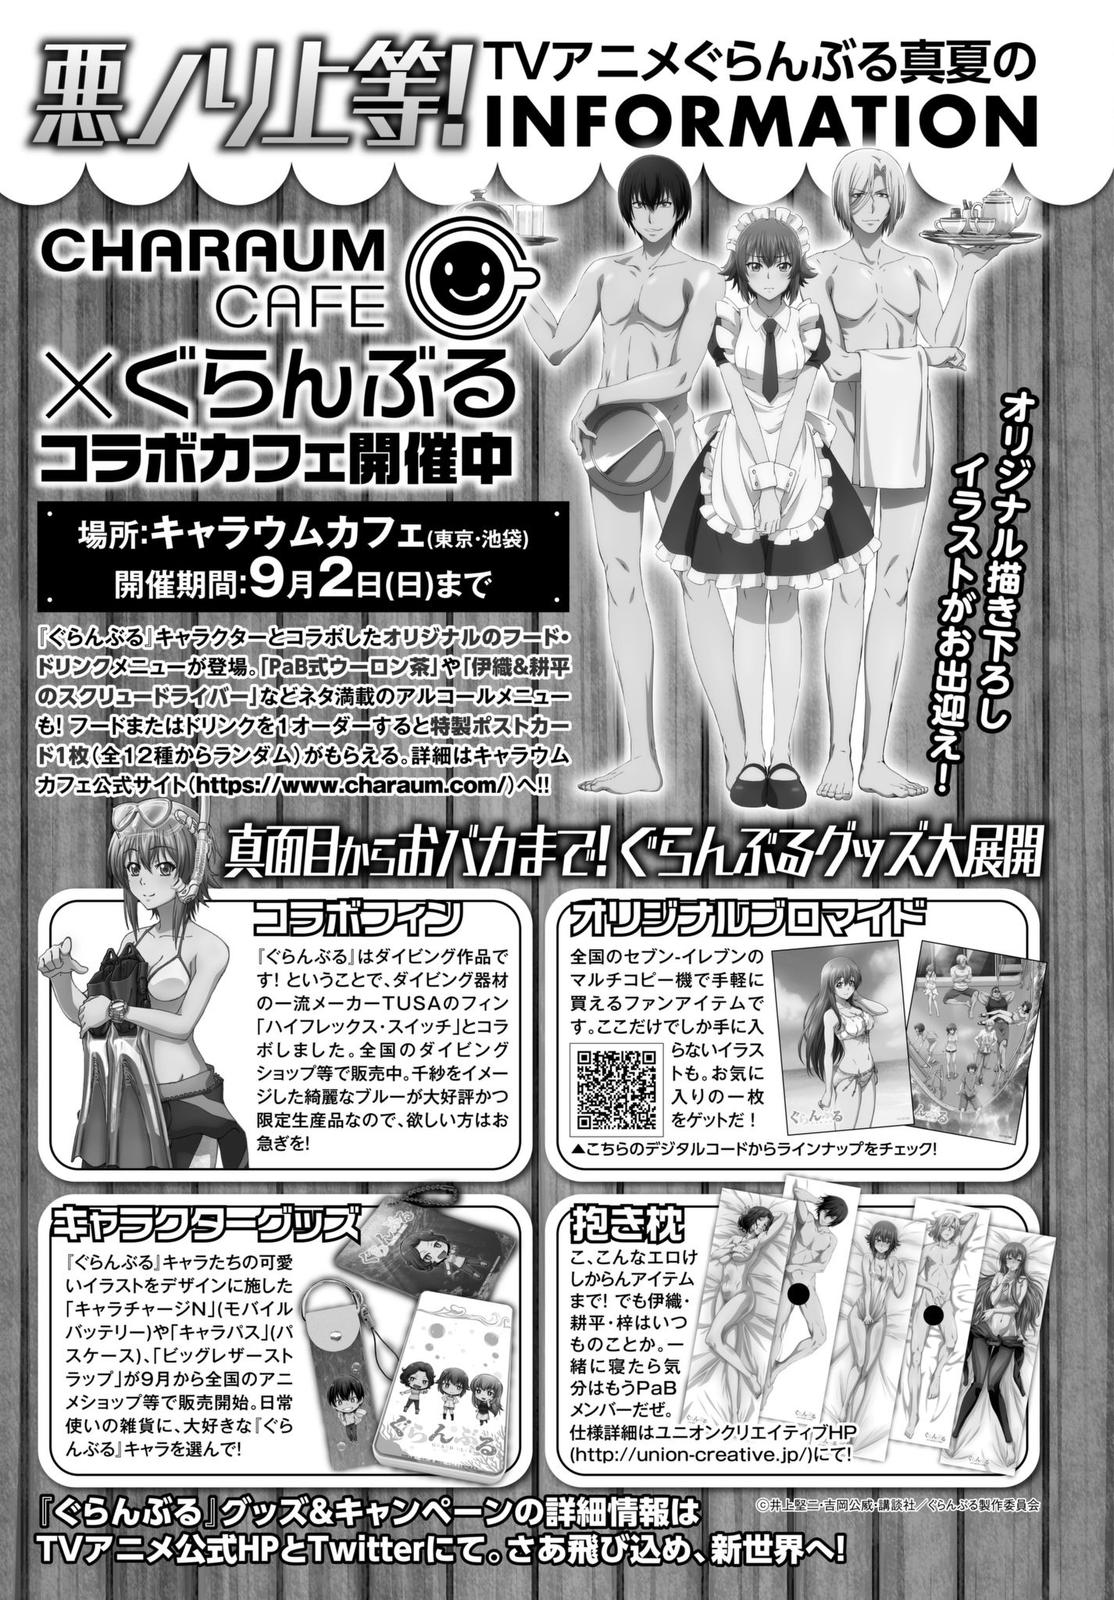 悪ノリ上等!
TVアニメぐらんぶる真夏の
INFORMATION
CHARAUM
CAFE
×ぐらんぶる
コラボカフェ開催中
場所:キャラウムカフェ(東京・池袋)
開催期間:9月2日(日)まで
『ぐらんぶる』キャラクターとコラボしたオリジナルのフード・
ドリンクメニューが登場。「PaB式ウーロン茶」や「伊織&耕平
のスクリュードライバー」などネタ満載のアルコールメニュー
も! フードまたはドリンクを1オーダーすると特製ポストカー
ド1枚(全12種からランダム)がもらえる。詳細はキャラウム
カフェ公式サイト(https://www.charaum.com/)へ!!
オリジナル描き下ろし
イラストがお出迎え!
真面目からおバカまで! ぐらんぶるグッズ大展開
コラボフィン
『ぐらんぶる』はダイビング作品で
す! ということで、ダイビング器材
の一流メーカーTUSAのフィン
「ハイフレックス・スイッチ」とコラ
ボしました。全国のダイビング
ショップ等で販売中。千紗をイメー
ジした綺麗なブルーが大好評かつ
限定生産品なので、欲しい方はお
急ぎを!
オリジナルブロマイド
全国のセブン-イレブンの
マルチコピー機で手軽に
買えるファンアイテムで
す。ここだけでしか手に入
らないイラス
トも。お気に
入りの一枚
をゲットだ!
▲こちらのデジタルコードからラインナップをチェック!
ぐらんぶる
ぐらんぶる
キャラクターグッズ
『ぐらんぶる』キャラたちの可愛
いイラストをデザインに施した
「キャラチャージN」(モバイル
バッテリー)や「キャラパス」(パ
スケース)、「ビッグレザースト
ラップ」が9月から全国のアニ
メショップ等で販売開始。日常
使いの雑貨に、大好きな『ぐら
んぶる』キャラを選んで!
ぐらんぶる
抱き枕
こ、こんなエロけ
しからんアイテム
まで! でも伊織・
耕平・梓はいつ
ものことか。一
緒に寝たら気
分はもうPaB
メンバーだぜ。
仕様詳細はユニオンクリエイティブHP
(http://union-creative.jp/)にて!
『ぐらんぶる』グッズ&キャンペーンの詳細情報は
TVアニメ公式HPとTwitterにて。さあ飛び込め、新世界へ!
©井上堅二・吉岡公威・講談社／ぐらんぶる製作委員会